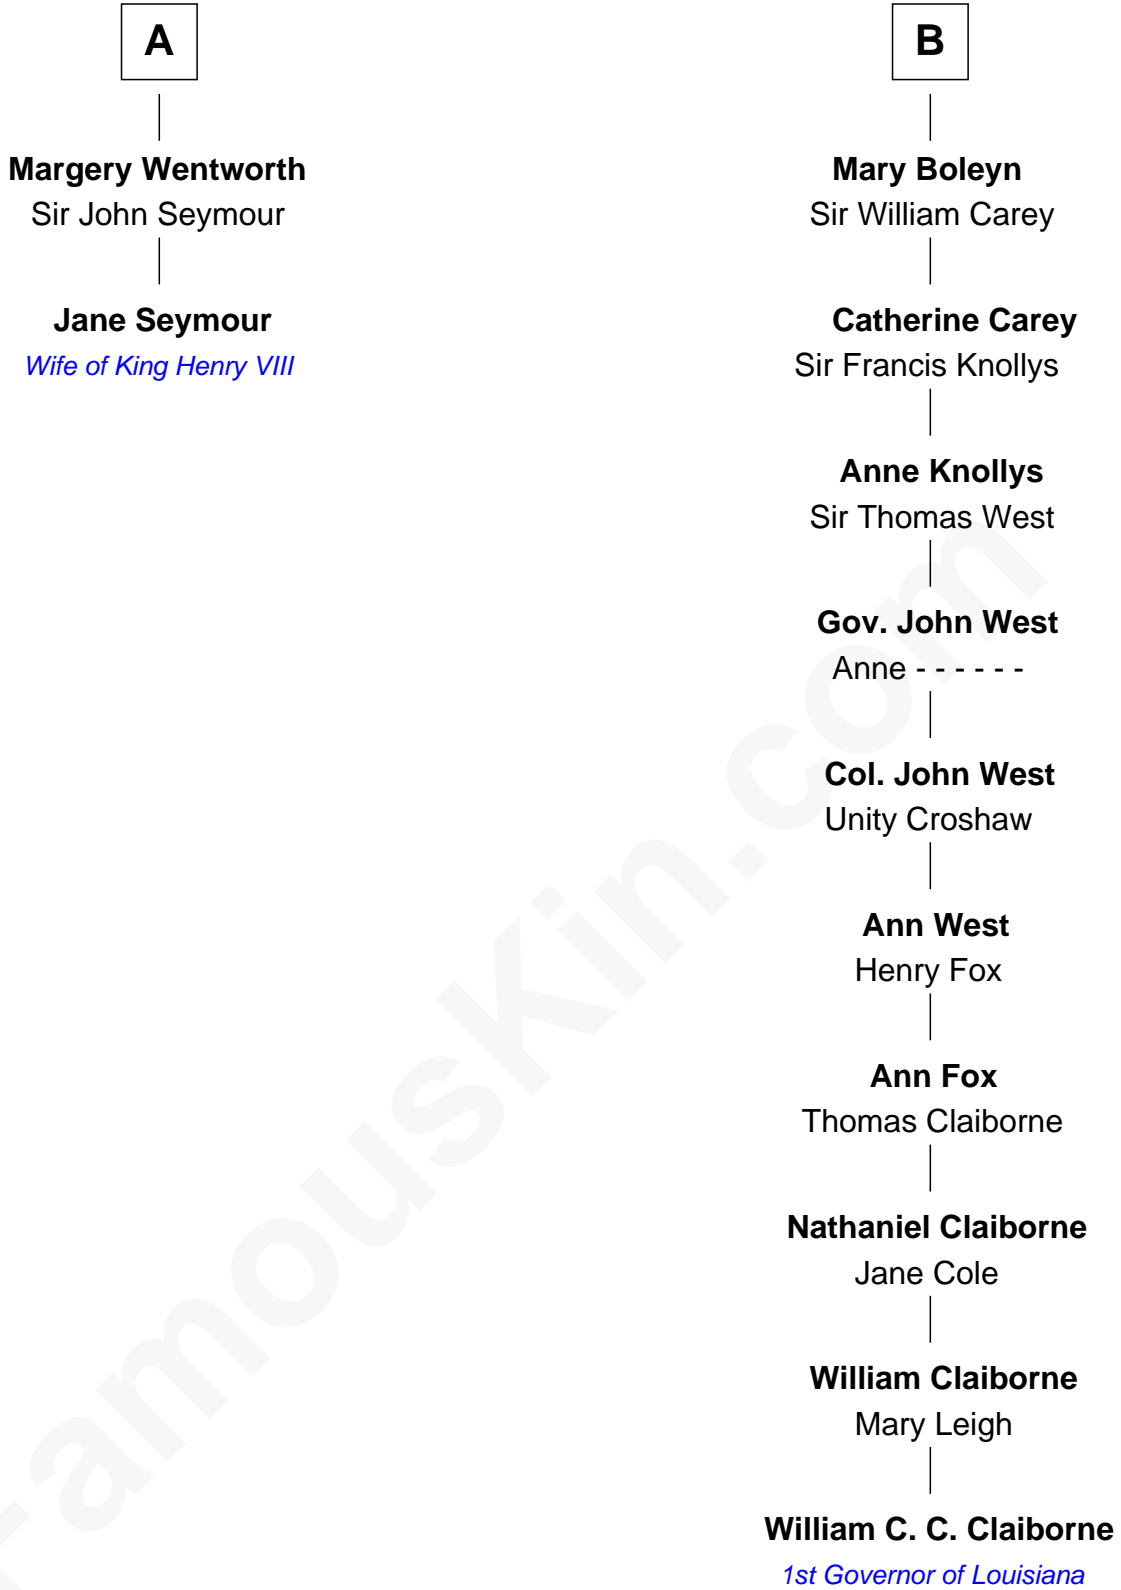 A
Margery Wentworth
Sir John Seymour
Jane Seymour
Wife of King Henry VIII
B
Mary Boleyn
Sir William Carey
Catherine Carey
Sir Francis Knollys
Anne Knollys
Sir Thomas West
Gov. John West
Anne - - - - - -
Col. John West
Unity Croshaw
Ann West
Henry Fox
Ann Fox
Thomas Claiborne
Nathaniel Claiborne
Jane Cole
William Claiborne
Mary Leigh
William C. C. Claiborne
1st Governor of Louisiana
FamousKin.com